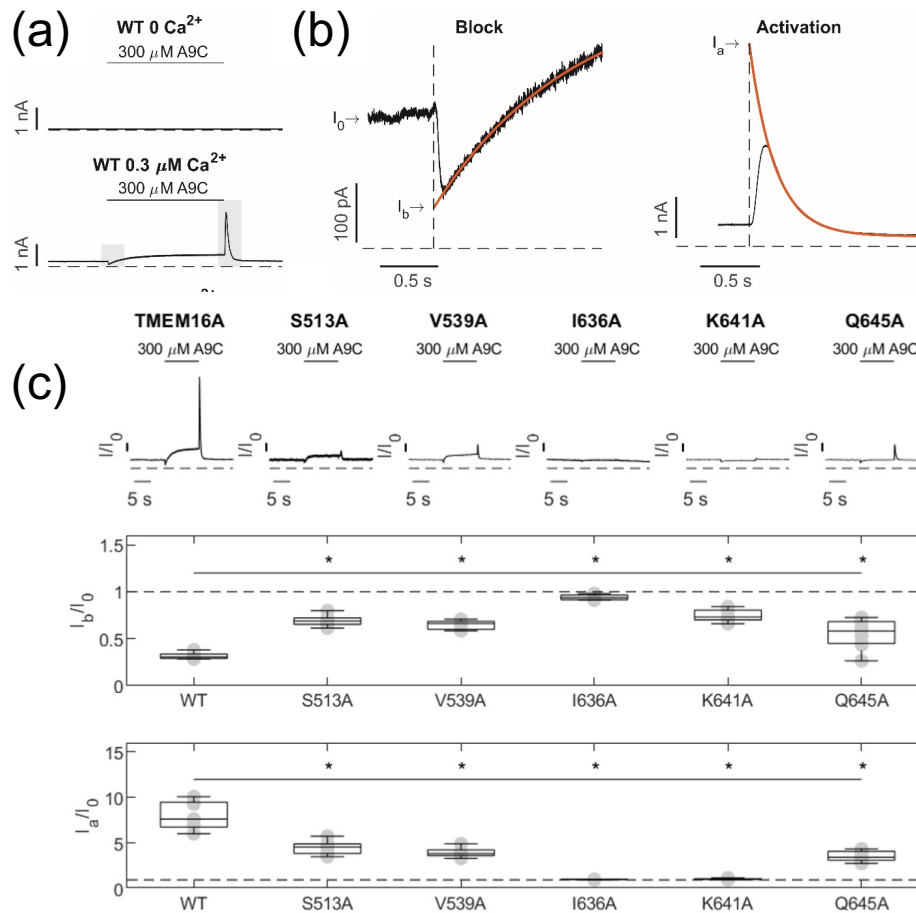 (a)
WT 0 Ca2+
300 μM A9C
1 nA
WT 0.3 μM Ca2+
300 μM A9C
1 nA
(b)
Block
Activation
I0→
Ib→
100 pA
0.5 s
Ia→
1 nA
0.5 s
(c)
TMEM16A S513A V539A I636A K641A Q645A
300 μM A9C 300 μM A9C 300 μM A9C 300 μM A9C 300 μM A9C 300 μM A9C
I/I0 I/I0 I/I0 I/I0 I/I0 I/I0
5 s 5 s 5 s 5 s 5 s 5 s
Ib/I0
1.5
1
0.5
0
* * * * *
WT S513A V539A I636A K641A Q645A
Ia/I0
15
10
5
0
* * * * *
WT S513A V539A I636A K641A Q645A